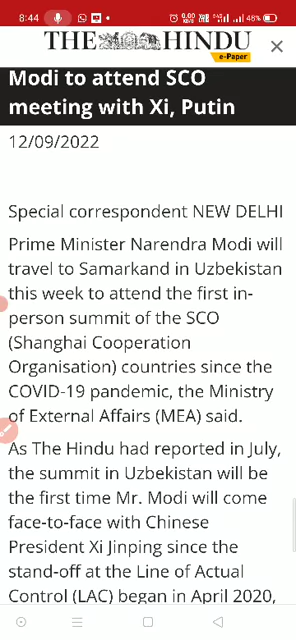 8:44
48%
THE HINDU
e-Paper
Modi to attend SCO
meeting with Xi, Putin
12/09/2022
Special correspondent NEW DELHI
Prime Minister Narendra Modi will
travel to Samarkand in Uzbekistan
this week to attend the first in-
person summit of the SCO
(Shanghai Cooperation
Organisation) countries since the
COVID-19 pandemic, the Ministry
of External Affairs (MEA) said.
As The Hindu had reported in July,
the summit in Uzbekistan will be
the first time Mr. Modi will come
face-to-face with Chinese
President Xi Jinping since the
stand-off at the Line of Actual
Control (LAC) began in April 2020,